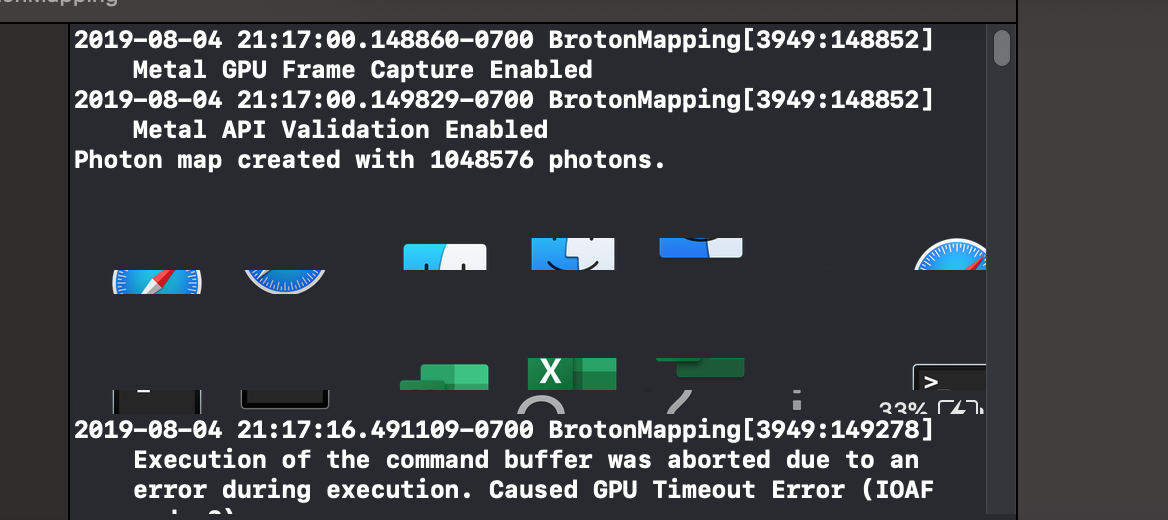 2019-08-04 21:17:00.148860-0700 BrotonMapping[3949:148852]
Metal GPU Frame Capture Enabled
2019-08-04 21:17:00.149829-0700 BrotonMapping[3949:148852]
Metal API Validation Enabled
Photon map created with 1048576 photons.
X
>_
33%
2019-08-04 21:17:16.491109-0700 BrotonMapping[3949:149278]
Execution of the command buffer was aborted due to an
error during execution. Caused GPU Timeout Error (IOAF